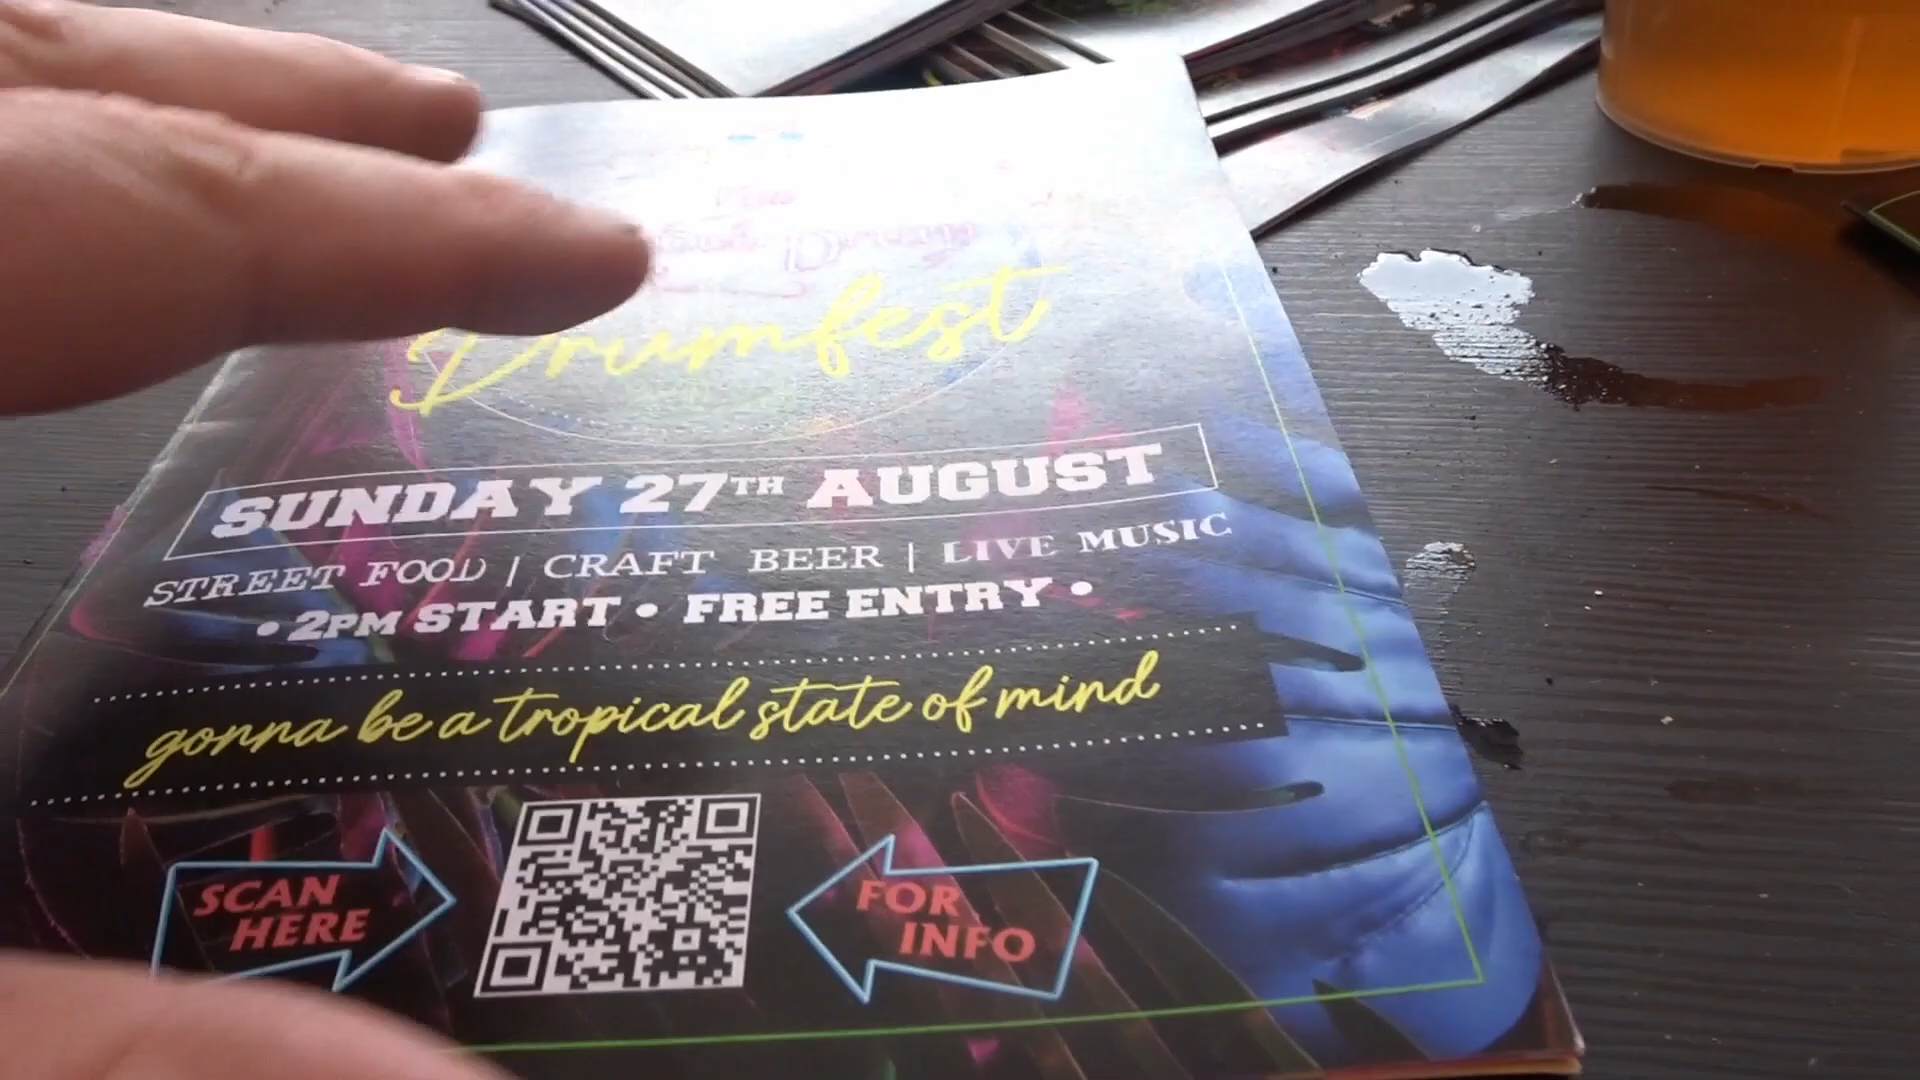 Drumfest
SUNDAY 27TH AUGUST
STREET FOOD | CRAFT BEER | LIVE MUSIC
• 2PM START • FREE ENTRY •
gonna be a tropical state of mind
SCAN HERE
FOR INFO